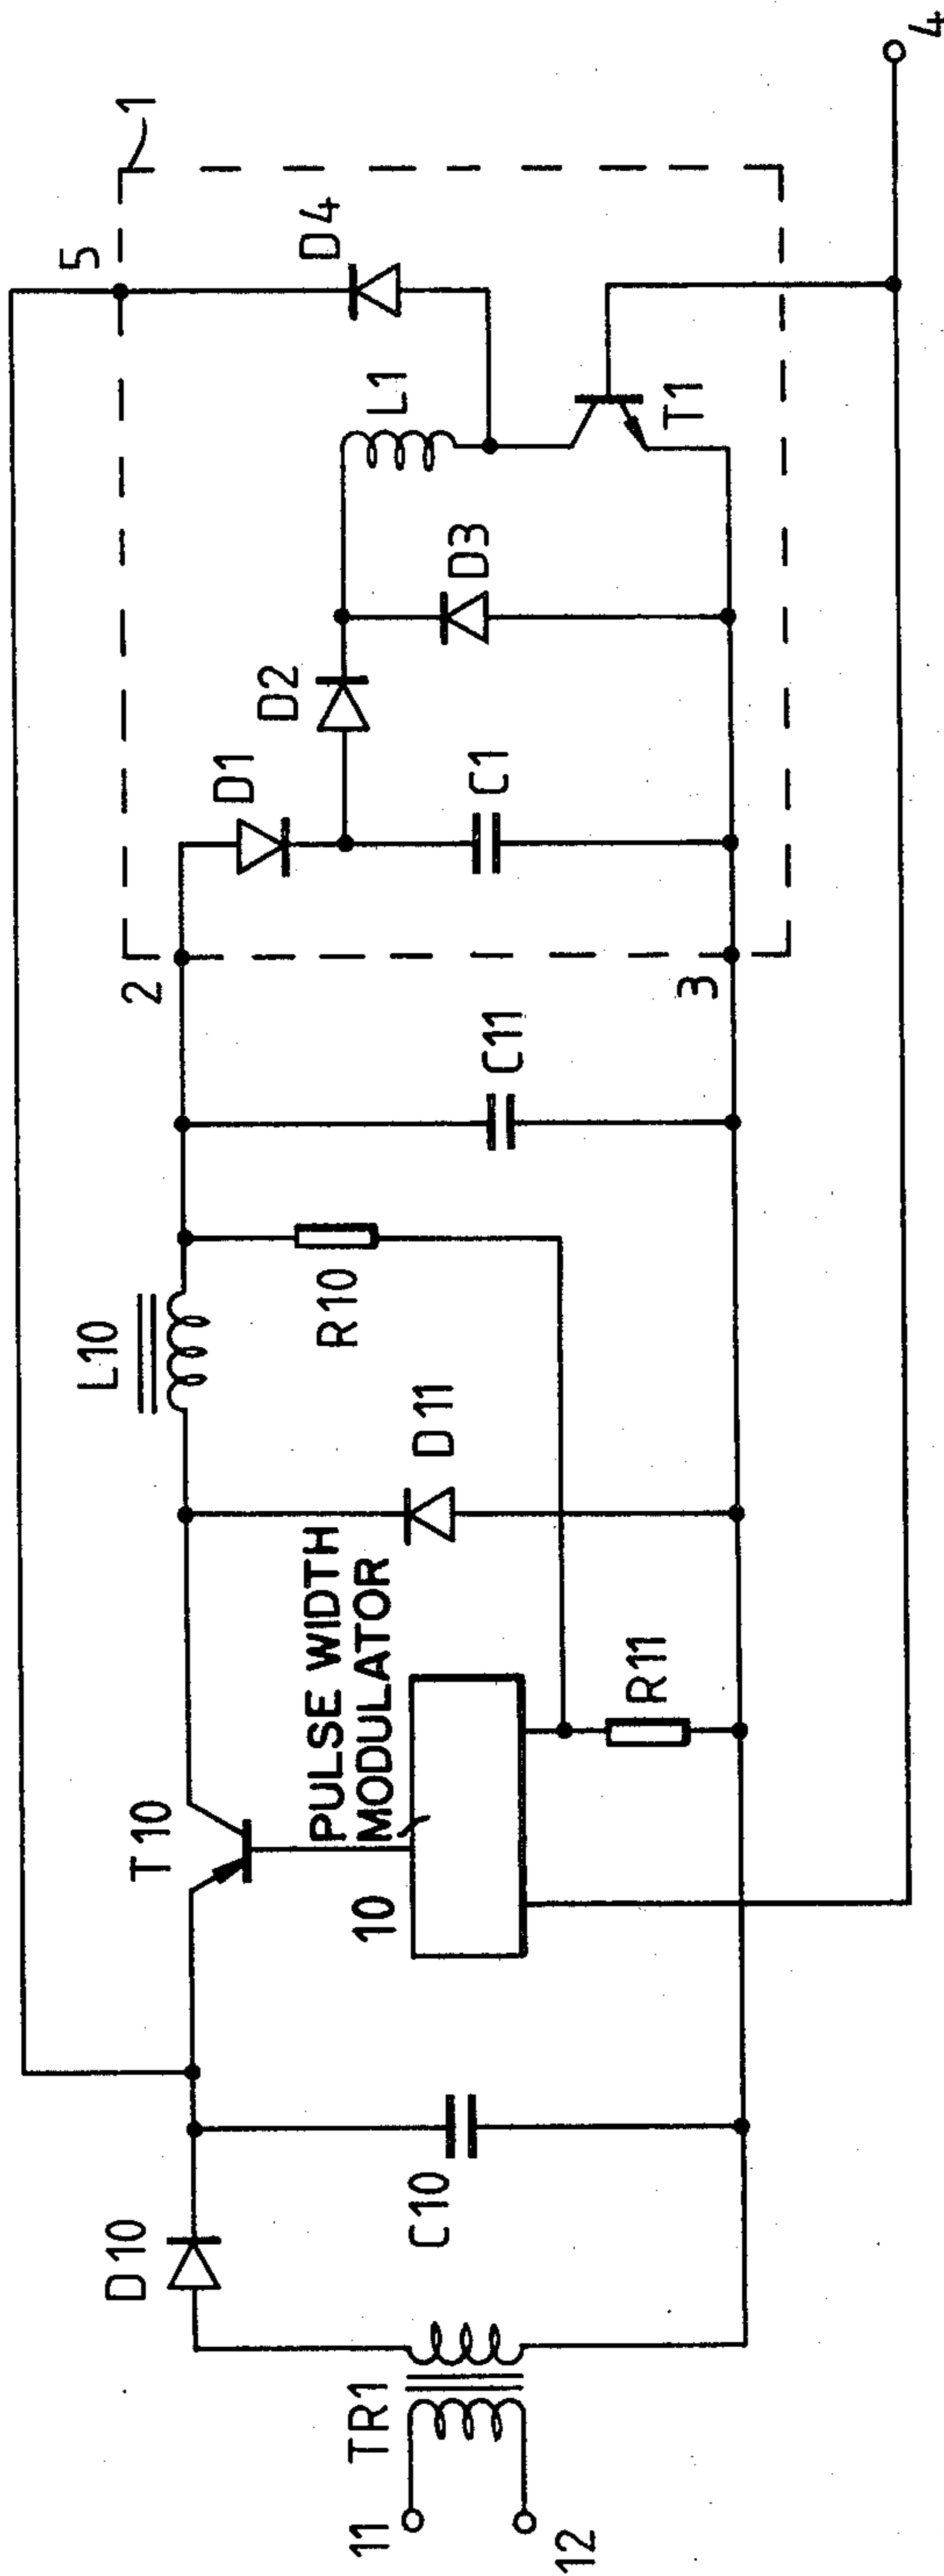 1
5
D4
L1
T1
4
D3
D2
D1
C1
2
3
C11
L10
R10
D11
PULSE WIDTH
MODULATOR
R11
T10
10
D10
C10
TR1
11
12